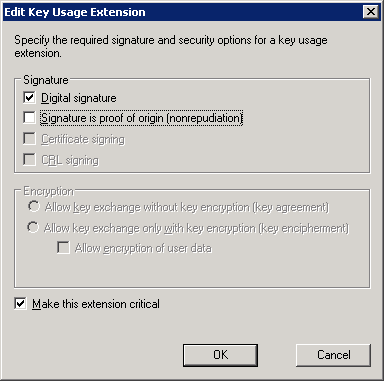 Edit Key Usage Extension
Specify the required signature and security options for a key usage
extension.
Signature
Digital signature
Signature is proof of origin (nonrepudiation)
Certificate signing
CRL signing
Encryption
Allow key exchange without key encryption (key agreement)
Allow key exchange only with key encryption (key encipherment)
Allow encryption of user data
Make this extension critical
OK
Cancel